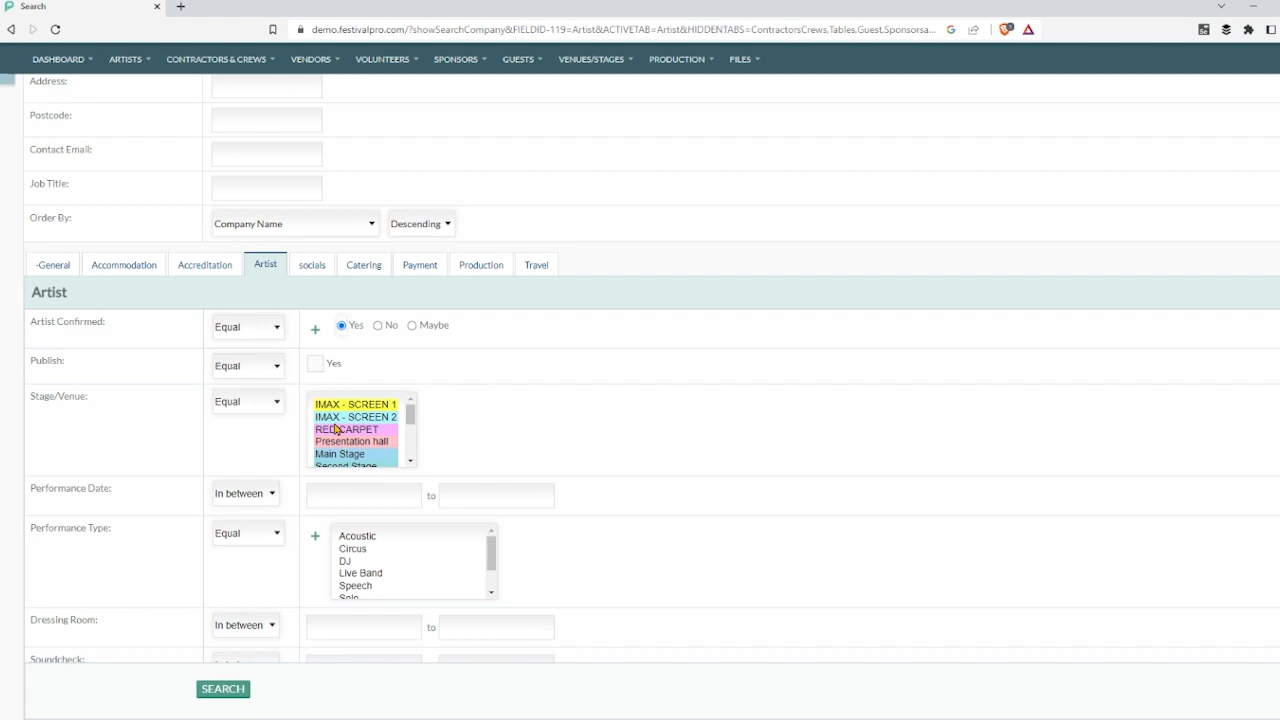 Search
demo.festivalpro.com/?showSearchCompany&FIELDID-119=Artist&ACTIVETAB=Artist&HIDDENTABS=ContractorsCrews,Tables,Guest,Sponsorsa...
DASHBOARD ARTISTS CONTRACTORS & CREWS VENDORS VOLUNTEERS SPONSORS GUESTS VENUES/STAGES PRODUCTION FILES
Address:
Postcode:
Contact Email:
Job Title:
Order By: Company Name Descending
-General Accommodation Accreditation Artist socials Catering Payment Production Travel
Artist
Artist Confirmed: Equal + Yes No Maybe
Publish: Equal Yes
Stage/Venue: Equal
IMAX - SCREEN 1
IMAX - SCREEN 2
RED CARPET
Presentation hall
Main Stage
Second Stage
Performance Date: In between to
Performance Type: Equal +
Acoustic
Circus
DJ
Live Band
Speech
Solo
Dressing Room: In between to
Soundcheck:
SEARCH